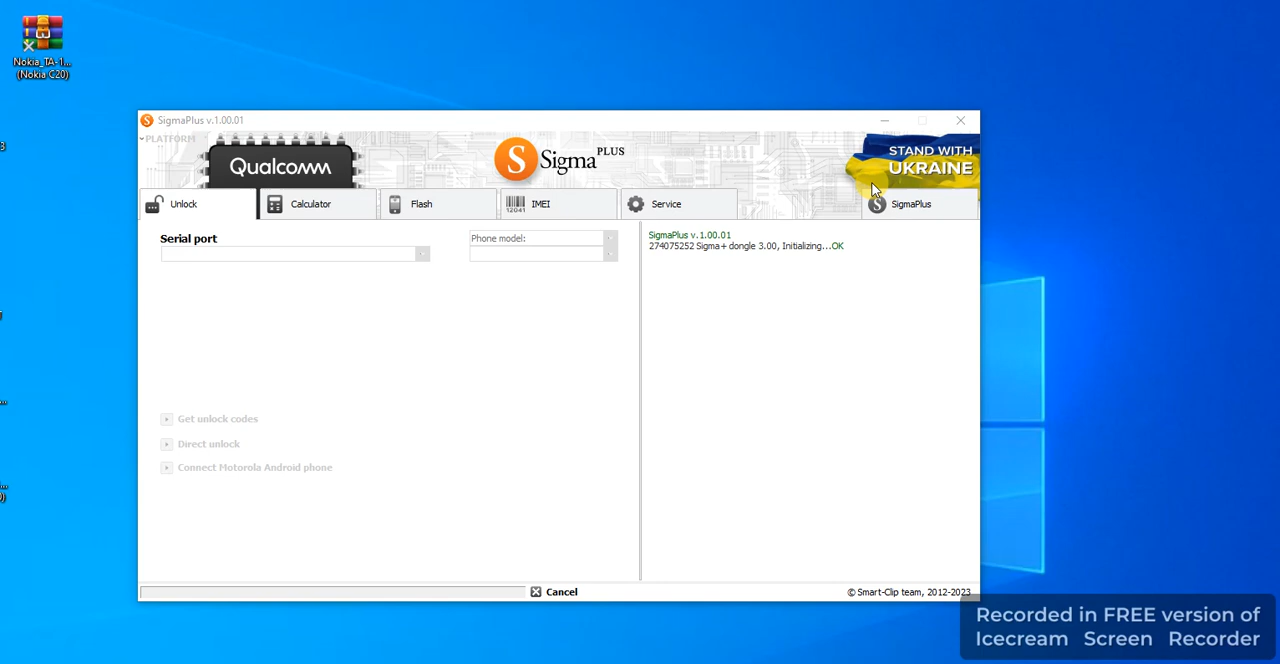 Nokia_TA-1...
(Nokia C20)
SigmaPlus v.1.00.01
PLATFORM
Qualcomm
S Sigma PLUS
STAND WITH
UKRAINE
Unlock
Calculator
Flash
12041
IMEI
Service
S SigmaPlus
Serial port
Phone model:
SigmaPlus v.1.00.01
274075252 Sigma+ dongle 3.00, Initializing...OK
Get unlock codes
Direct unlock
Connect Motorola Android phone
Cancel
© Smart-Clip team, 2012-2023
Recorded in FREE version of
Icecream Screen Recorder